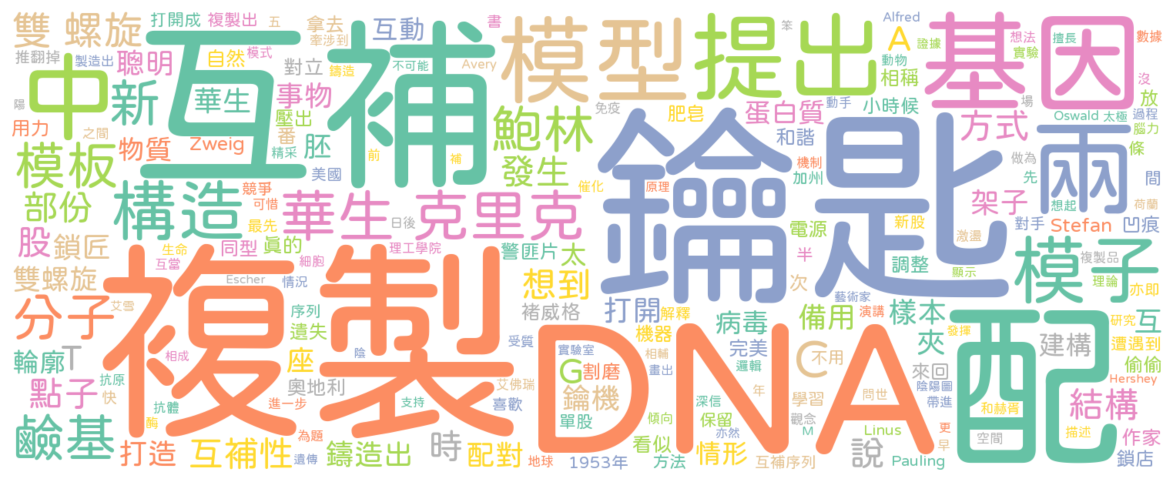 雙 螺旋
打開成
複製出
五
拿去
牽涉到
互動
書
笨
Alfred
證據
想法
擅長
實驗
數據
推翻掉
製造出
聰明
自然
模式
鑄造
對立
不可能
Avery
模型
提出
A
動物
相稱
基因
沒
陽
中
新
互補
華生
事物
壓出
免疫
肥皂
蛋白質
動手
小時候
場
Oswald
太極
過程
放
用力
之間
物質
Zweig
番
精采
胚
前
鮑林
和諧
方式
兩
腦力
條
模板
美國
發生
補
鑰匙
機制
加州
做為
先
間
部份
構造
競爭
可惜
華生
克里克
催化
原理
新股
架子
想起
荷蘭
股
鎖匠
最先
日後
電源
激盪
對手
Stefan
凹痕
同型
真的
理工學院
警匪片
太
半
調整
顯示
模子
複製品
雙螺旋
生命
互當
細胞
Escher
情況
想到
次
藝術家
理論
亦即
分子
複製
艾雪
序列
遺失
褚威格
打開
解釋
病毒
備用
演講
樣本
發揮
研究
互
輪廓
T
相成
陰
座
受質
機器
DNA
完美
夾
配
建構
遭遇到
點子
抗原
快
奧地利
實驗室
相輔
G
割磨
邏輯
C
不用
來回
陰陽圖
偷偷
Hershey
抗體
進一步
艾佛瑞
喜歡
畫出
鑰機
年
學習
問世
帶進
和赫胥
結構
鹼基
酶
為題
支持
單股
傾向
深信
保留
觀念
更
空間
描述
作家
打造
互補性
鑄造出
時
配對
看似
亦然
情形
M
Linus
說
早
遺傳
地球
1953年
方法
互補序列
Pauling
鎖店